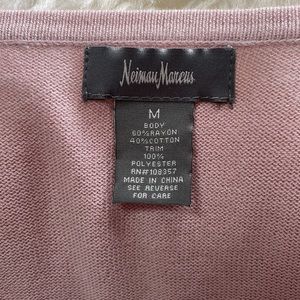 Neiman Marcus
M
BODY
60%RAYON
40%COTTON
TRIM
100%
POLYESTER
RN#108357
MADE IN CHINA
SEE REVERSE
FOR CARE